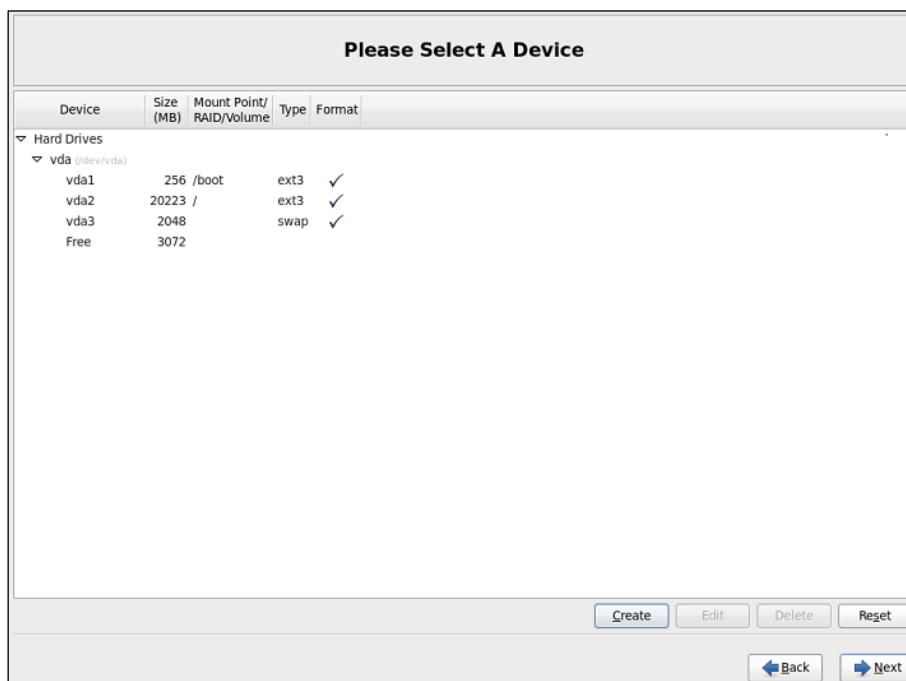 Please Select A Device
Device Size (MB) Mount Point/ RAID/Volume Type Format
Hard Drives
vda (/dev/vda)
vda1 256 /boot ext3
vda2 20223 / ext3
vda3 2048 swap
Free 3072
Create Edit Delete Reset
Back Next